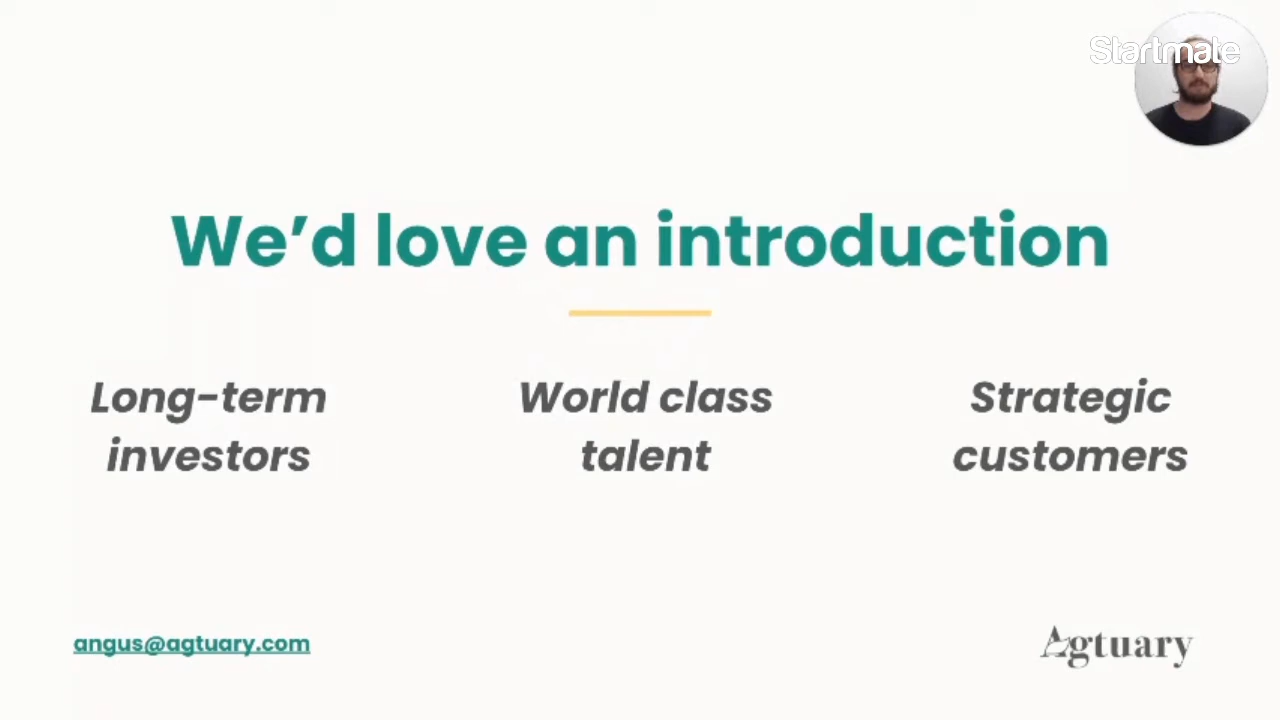 Startmate
We'd love an introduction
Long-term
investors
World class
talent
Strategic
customers
angus@agtuary.com
Agtuary